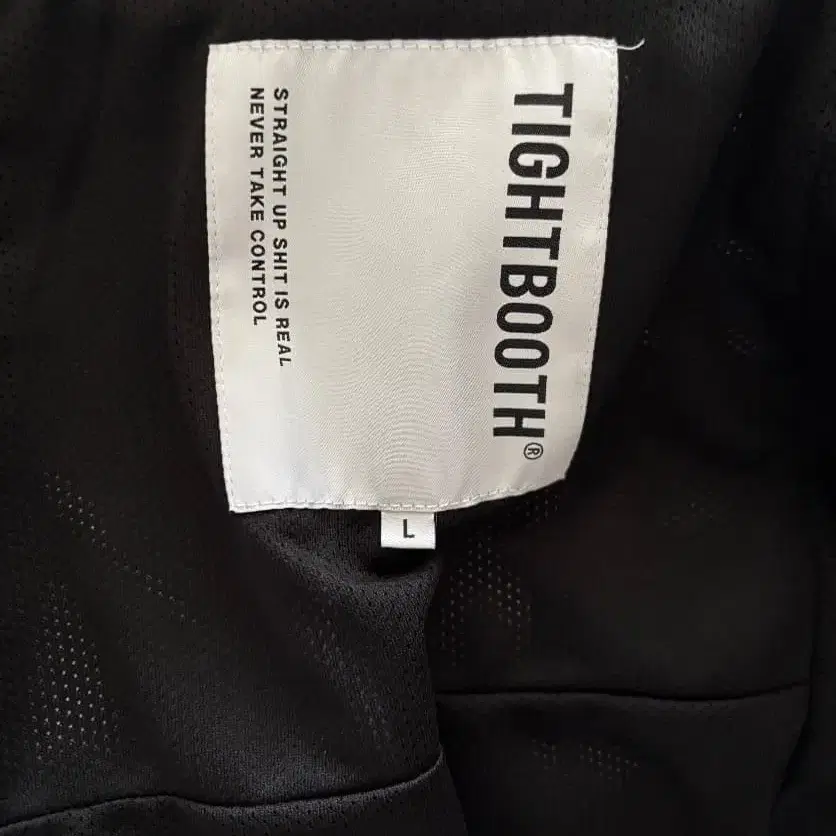 TIGHTBOOTH®
STRAIGHT UP SHIT IS REAL
NEVER TAKE CONTROL
L